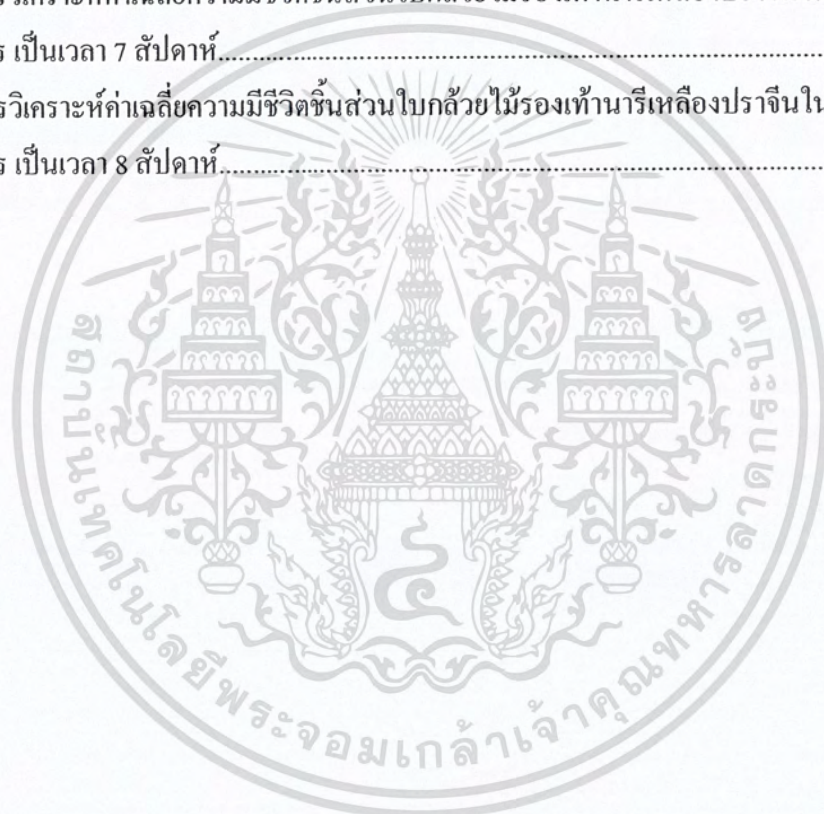 ร เป็นเวลา 7 สัปดาห์
รวิเคราะห์ค่าเฉลี่ยความมีชีวิตชิ้นส่วนใบกล้วยไม้รองเท้านารีเหลืองปราจีนใน
ร เป็นเวลา 8 สัปดาห์
สถาบันเทคโนโลยีพระจอมเกล้าเจ้าคุณทหารลาดกระบัง